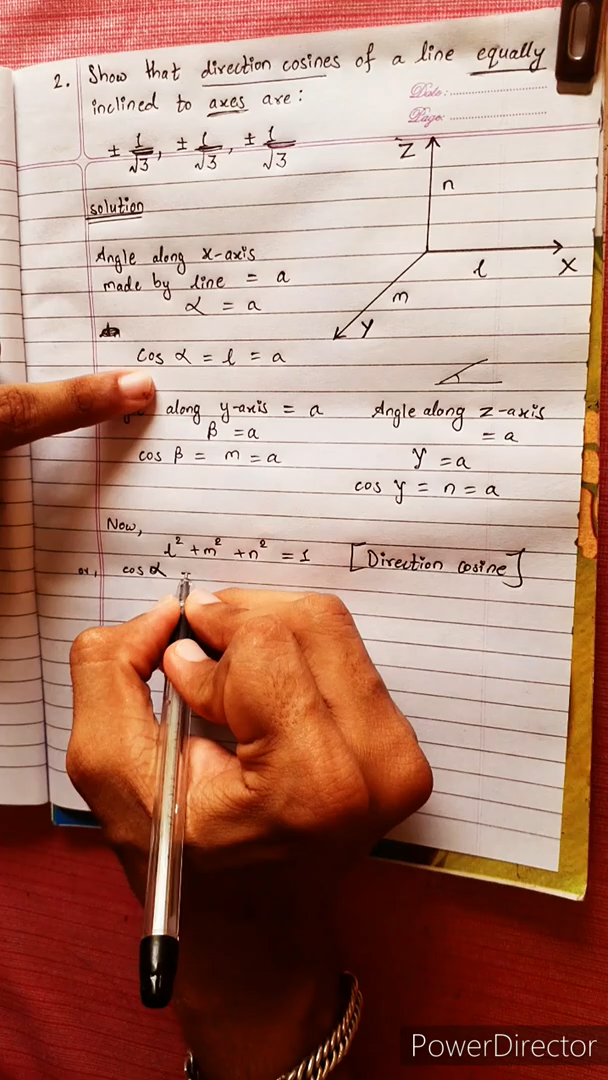 2. Show that direction cosines of a line equally
inclined to axes are:
Date:
Page:
± 1/√3, ± 1/√3, ± 1/√3
Z
n
l
X
m
Y
solution
Angle along x-axis
made by line = a
α = a
cos α = l = a
along y-axis = a
β = a
cos β = m = a
Angle along z-axis
= a
γ = a
cos γ = n = a
Now,
l² + m² + n² = 1 [Direction cosine]
or, cos α
PowerDirector